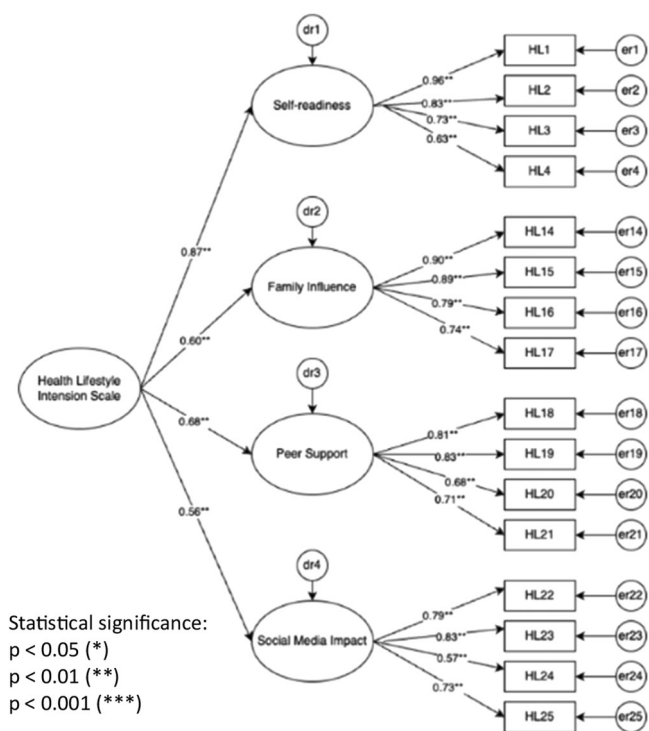 dr1
Self-readiness
0.96**
0.83**
0.73**
0.63**
HL1
er1
HL2
er2
HL3
er3
HL4
er4
dr2
Family Influence
0.90**
0.89**
0.79**
0.74**
HL14
er14
HL15
er15
HL16
er16
HL17
er17
0.87**
0.60**
0.68**
0.56**
Health Lifestyle
Intension Scale
dr3
Peer Support
0.81**
0.83**
0.68**
0.71**
HL18
er18
HL19
er19
HL20
er20
HL21
er21
dr4
Social Media Impact
0.79**
0.83**
0.57**
0.73**
HL22
er22
HL23
er23
HL24
er24
HL25
er25
Statistical significance:
p < 0.05 (*)
p < 0.01 (**)
p < 0.001 (***)